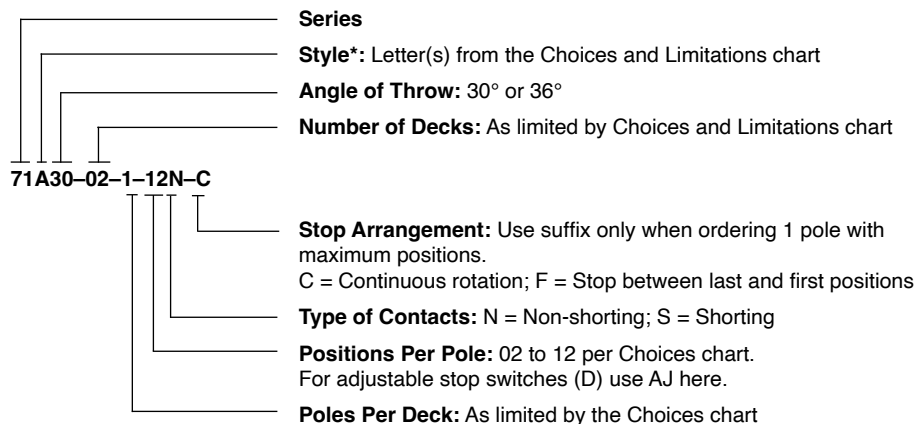 Series
Style*: Letter(s) from the Choices and Limitations chart
Angle of Throw: 30° or 36°
Number of Decks: As limited by Choices and Limitations chart
71A30–02–1–12N–C
Stop Arrangement: Use suffix only when ordering 1 pole with
maximum positions.
C = Continuous rotation; F = Stop between last and first positions
Type of Contacts: N = Non-shorting; S = Shorting
Positions Per Pole: 02 to 12 per Choices chart.
For adjustable stop switches (D) use AJ here.
Poles Per Deck: As limited by the Choices chart